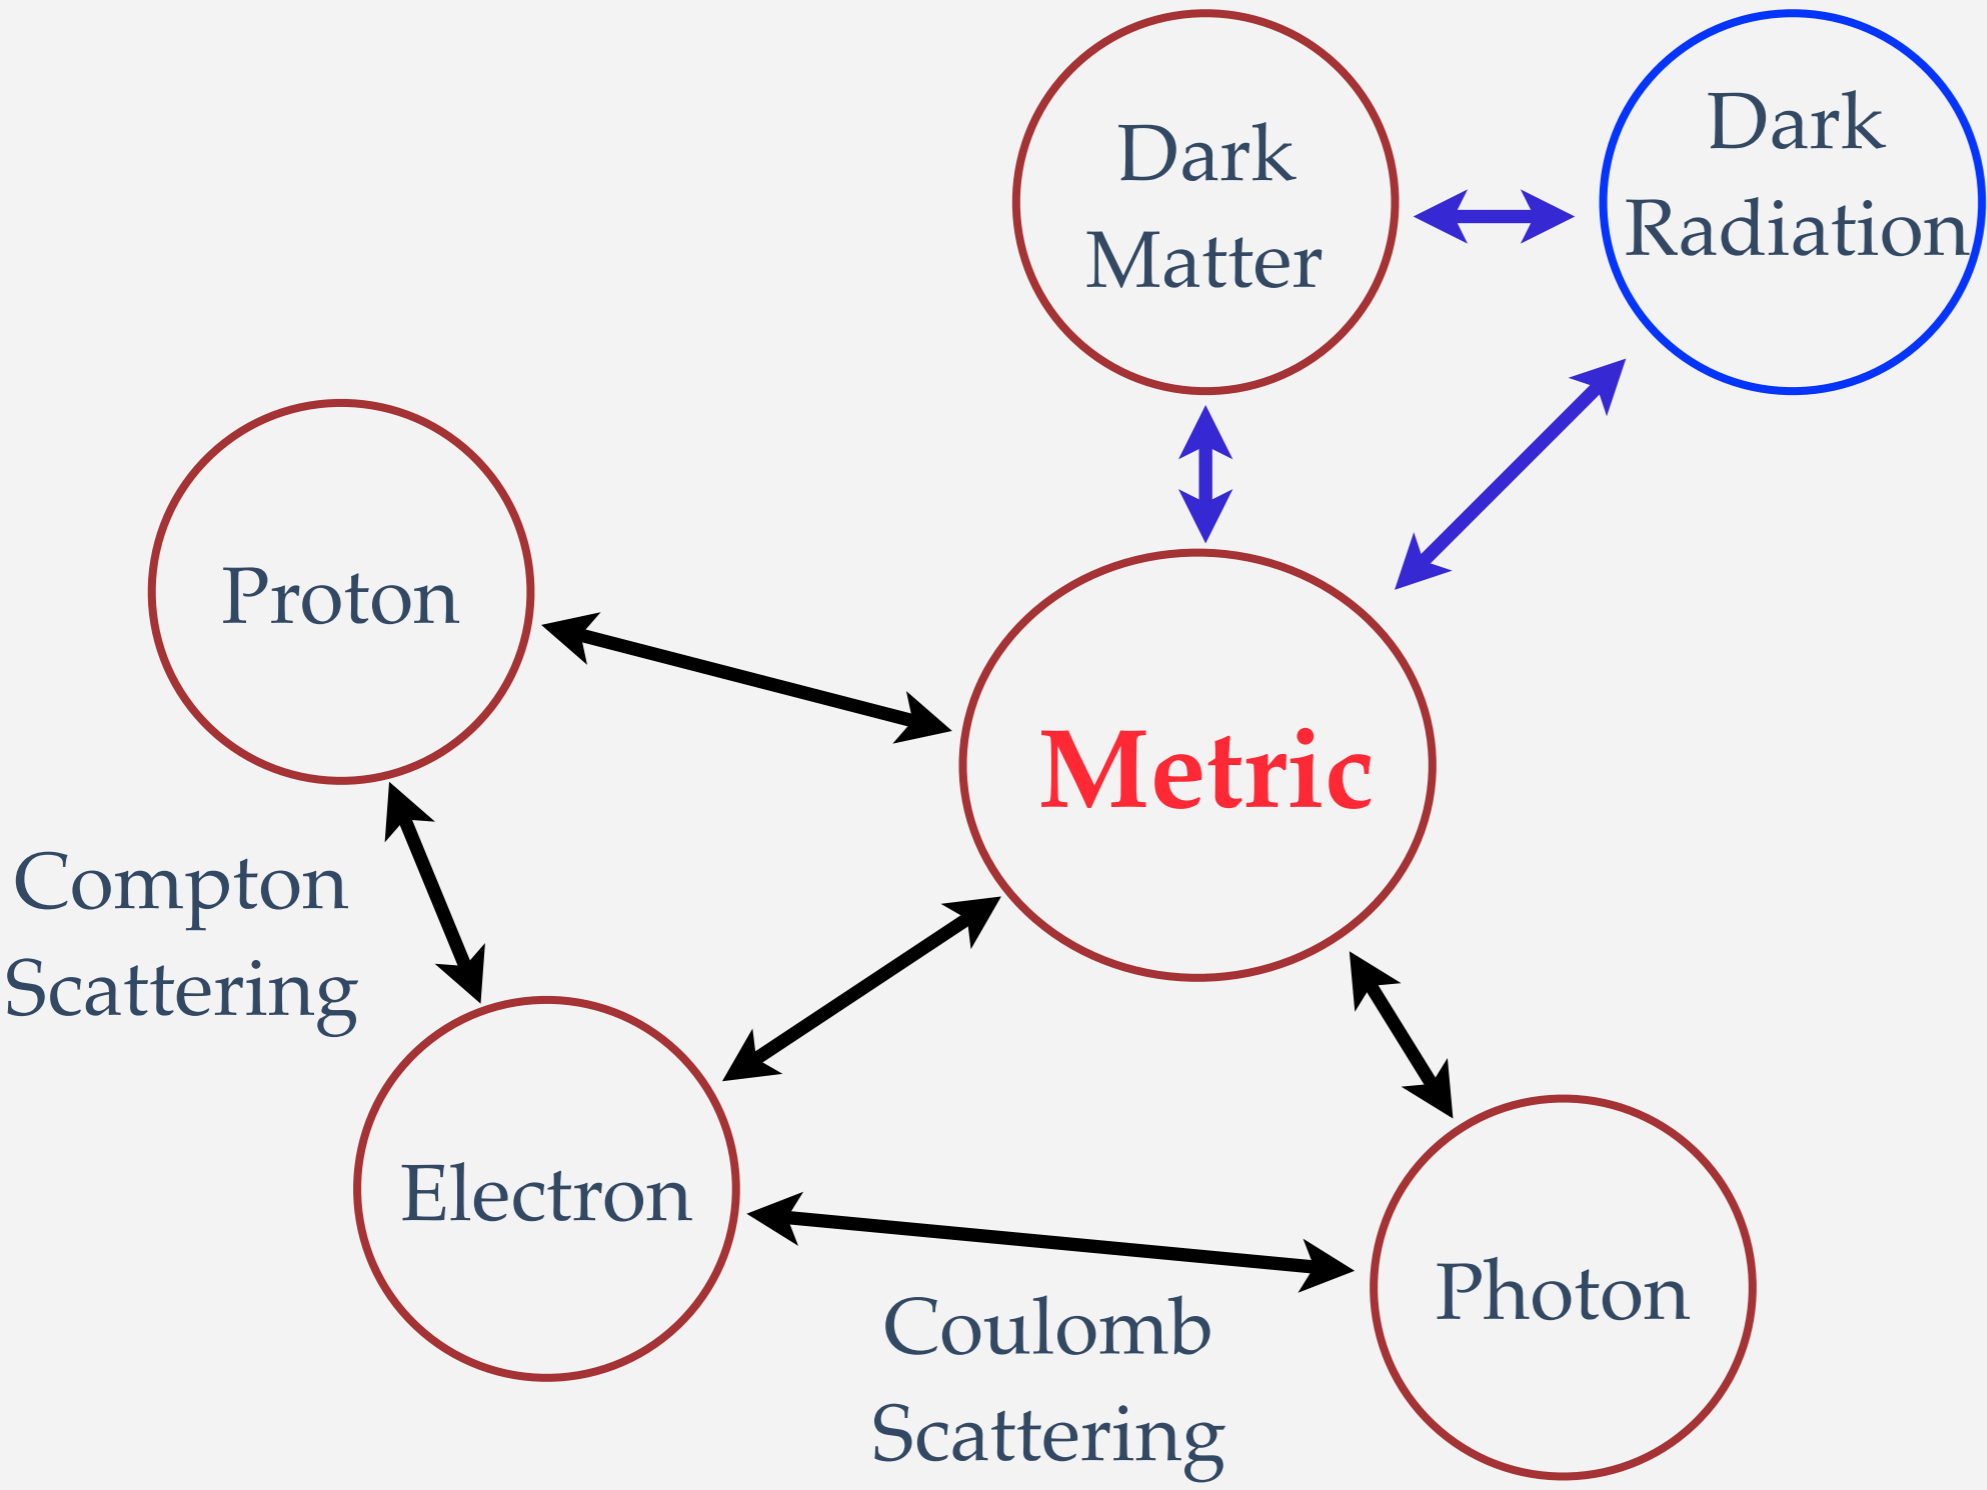 Dark
Matter
Dark
Radiation
Proton
Metric
Compton
Scattering
Electron
Photon
Coulomb
Scattering